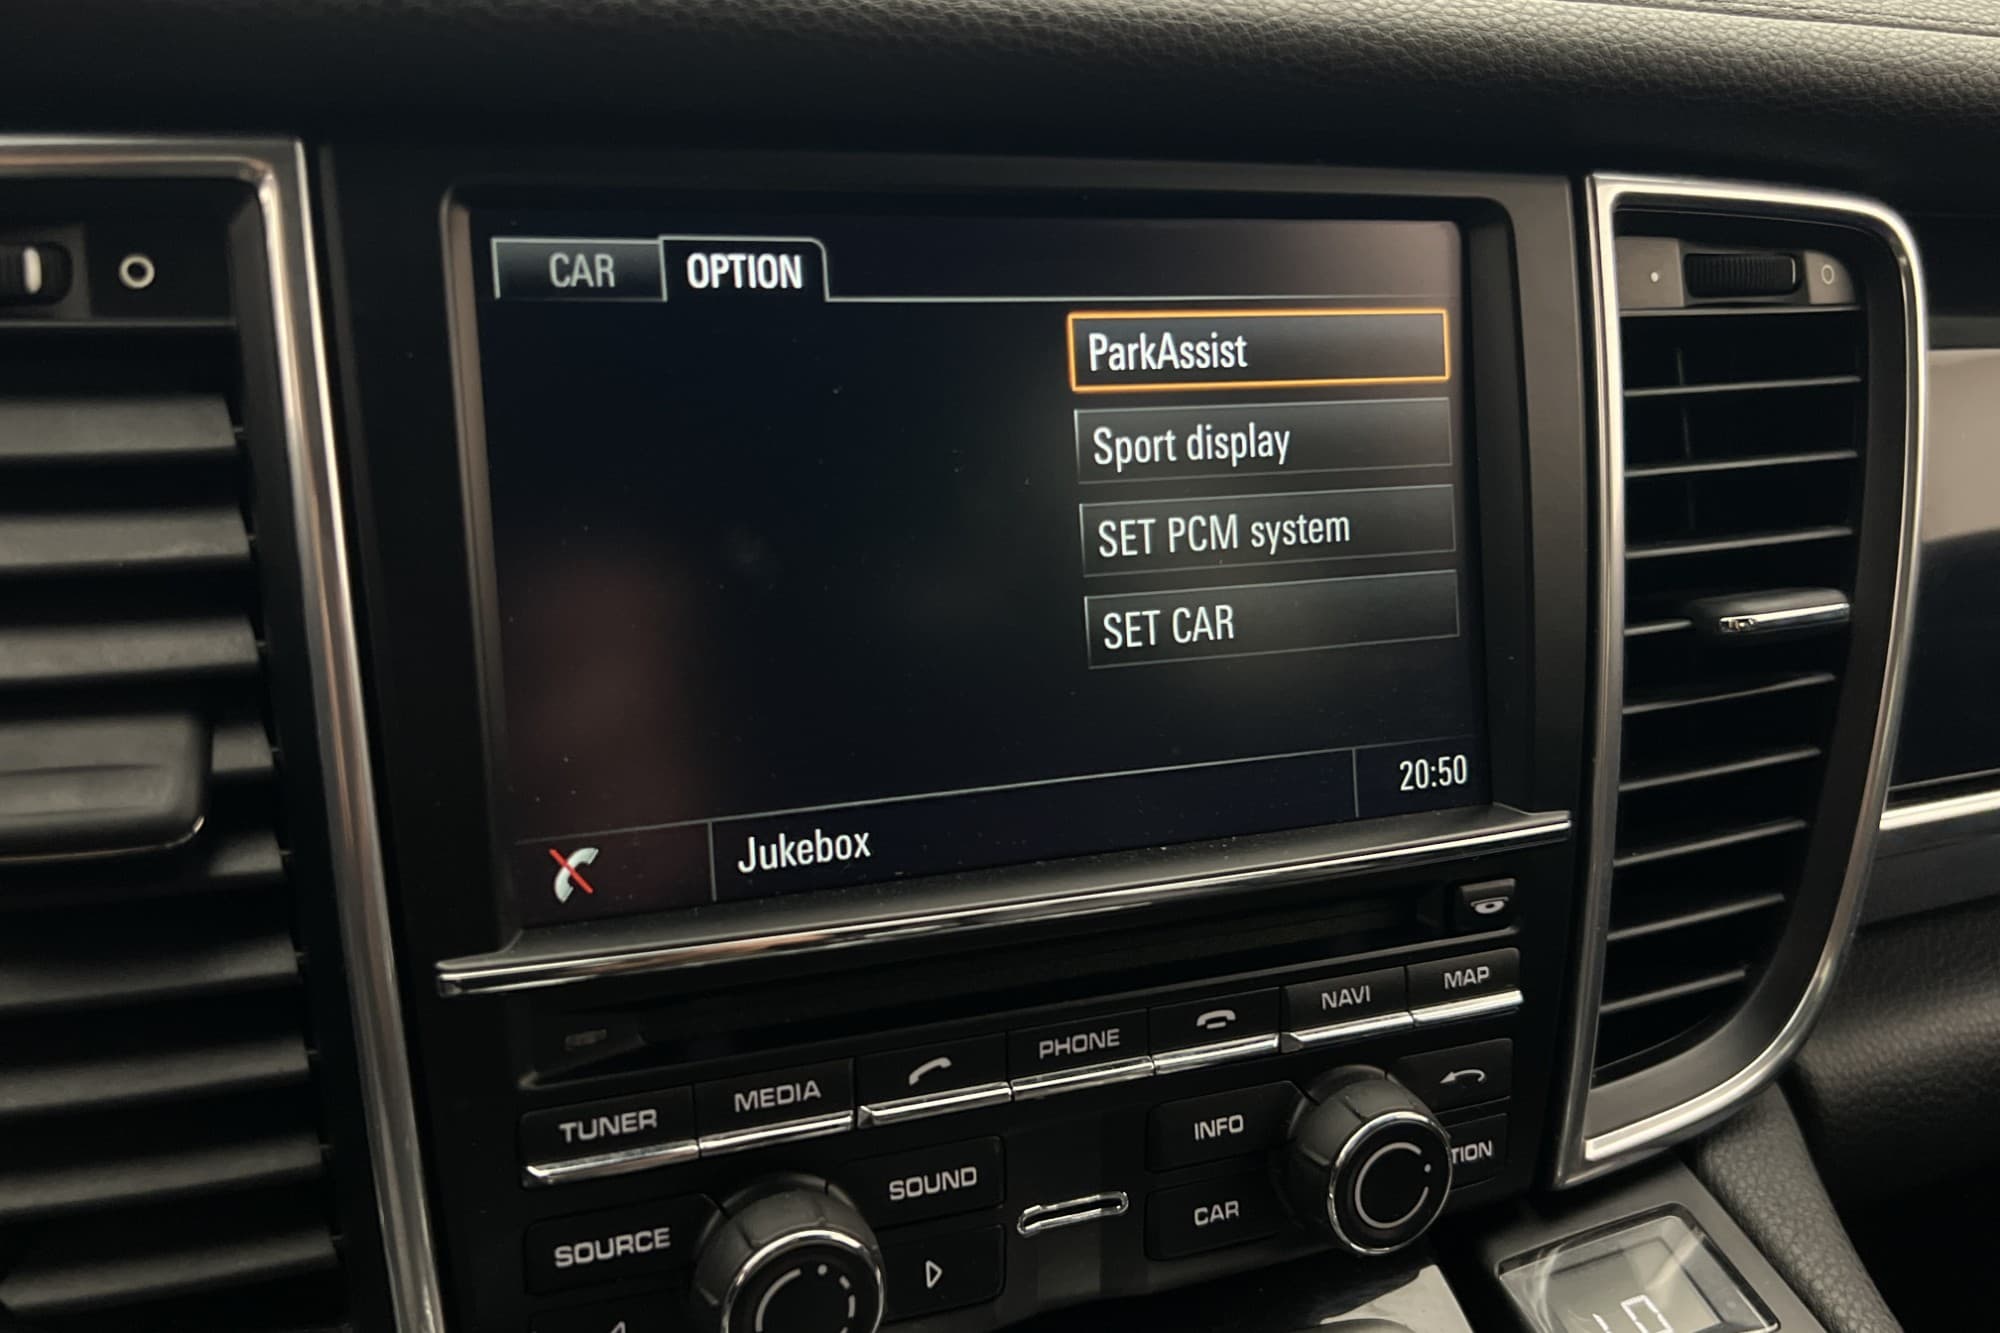 CAR OPTION
ParkAssist
Sport display
SET PCM system
SET CAR
Jukebox 20:50
TUNER MEDIA PHONE NAVI MAP
SOURCE SOUND INFO TION
CAR